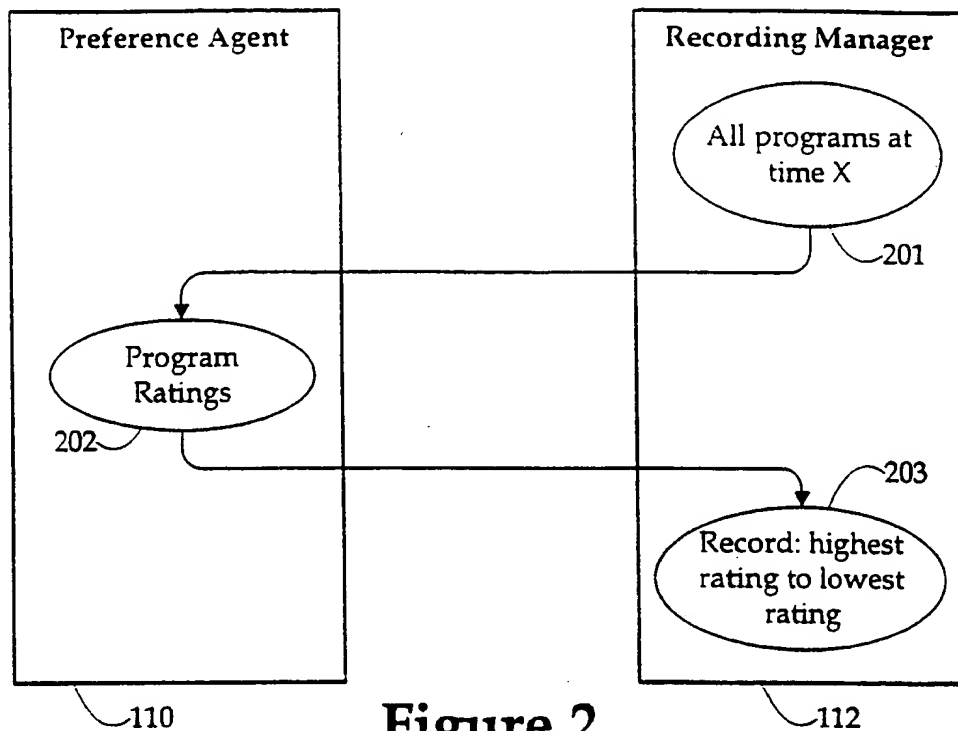 Preference Agent
Recording Manager
All programs at
time X
201
Program
Ratings
202
203
Record: highest
rating to lowest
rating
110
112
Figure 2